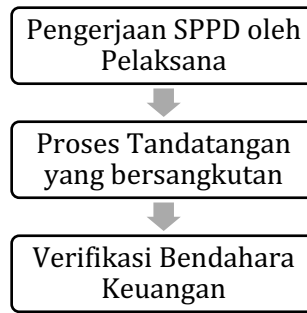 Pengerjaan SPPD oleh
Pelaksana
Proses Tandatangan
yang bersangkutan
Verifikasi Bendahara
Keuangan